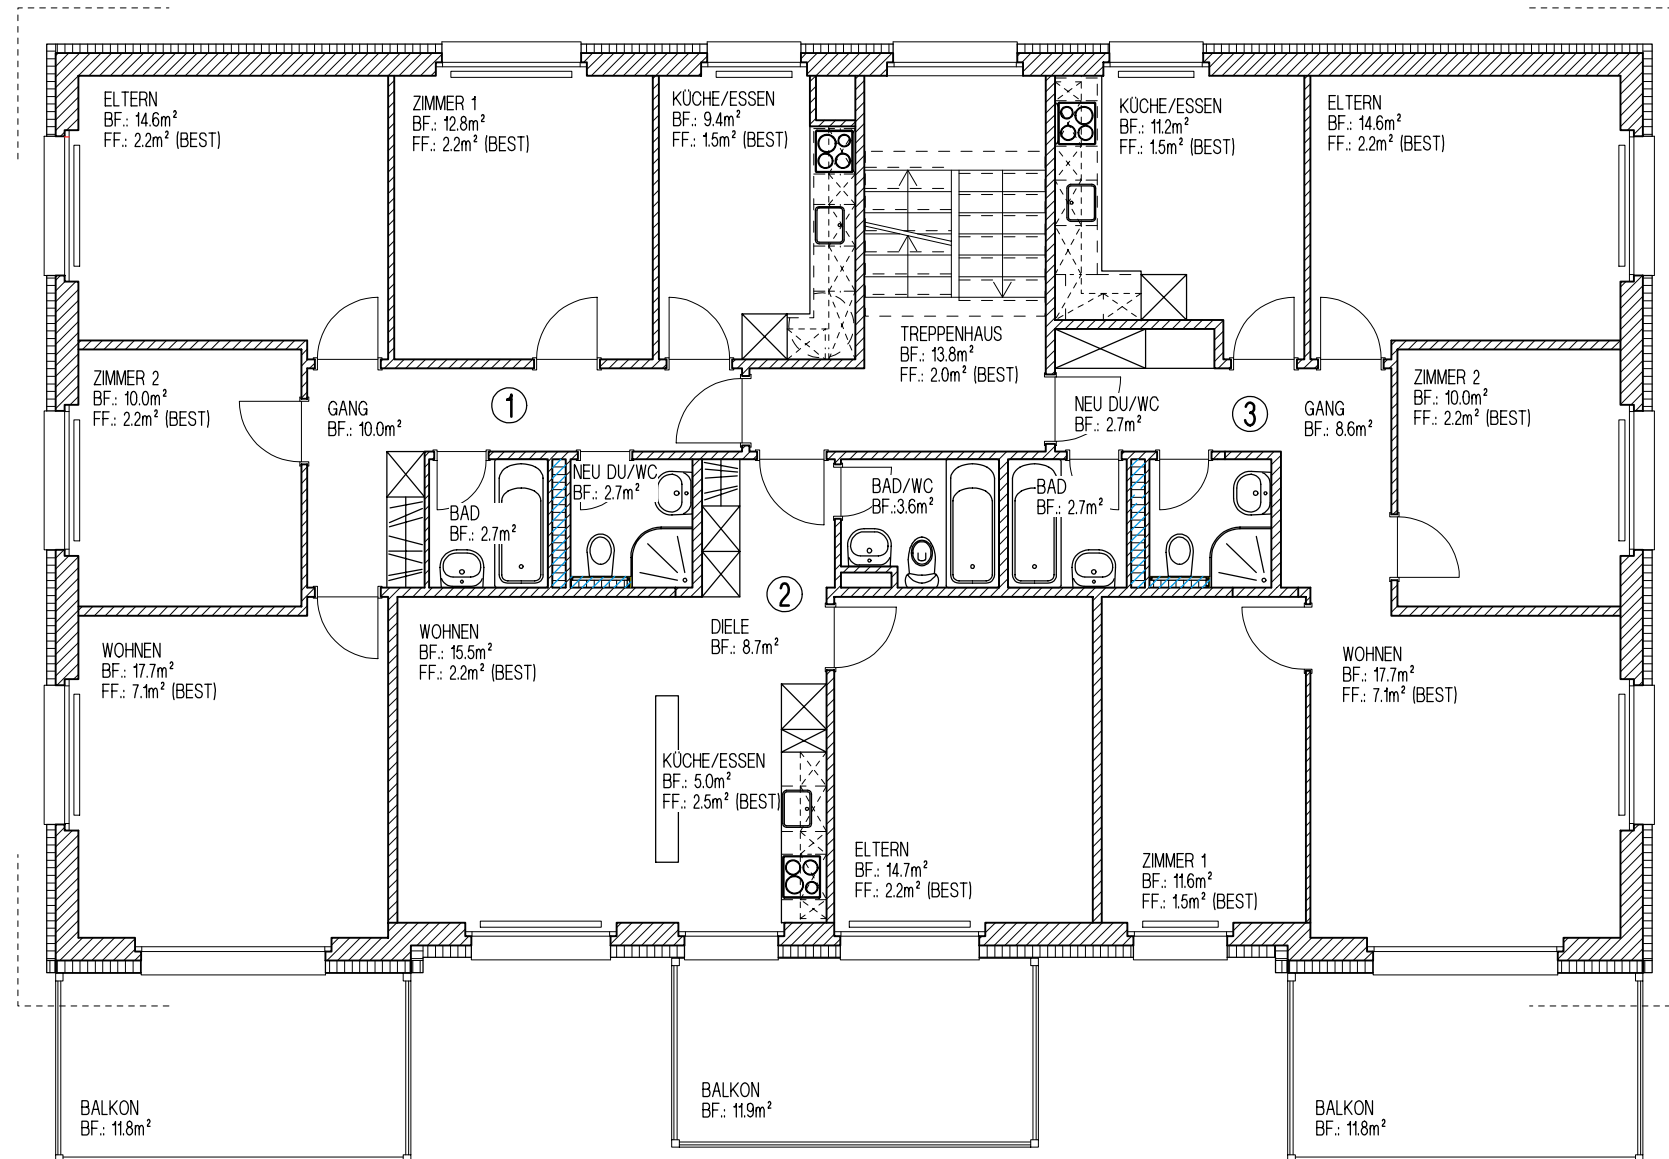 ELTERN
BF.: 14.6m²
FF.: 2.2m² (BEST)
ZIMMER 1
BF.: 12.8m²
FF.: 2.2m² (BEST)
KÜCHE/ESSEN
BF.: 9.4m²
FF.: 1.5m² (BEST)
KÜCHE/ESSEN
BF.: 11.2m²
FF.: 1.5m² (BEST)
ELTERN
BF.: 14.6m²
FF.: 2.2m² (BEST)
TREPPENHAUS
BF.: 13.8m²
FF.: 2.0m² (BEST)
ZIMMER 2
BF.: 10.0m²
FF.: 2.2m² (BEST)
GANG
BF.: 10.0m²
1
NEU DU/WC
BF.: 2.7m²
3
GANG
BF.: 8.6m²
ZIMMER 2
BF.: 10.0m²
FF.: 2.2m² (BEST)
BAD
BF.: 2.7m²
NEU DU/WC
BF.: 2.7m²
BAD/WC
BF.:3.6m²
BAD
BF.: 2.7m²
2
DIELE
BF.: 8.7m²
WOHNEN
BF.: 17.7m²
FF.: 7.1m² (BEST)
WOHNEN
BF.: 15.5m²
FF.: 2.2m² (BEST)
WOHNEN
BF.: 17.7m²
FF.: 7.1m² (BEST)
KÜCHE/ESSEN
BF.: 5.0m²
FF.: 2.5m² (BEST)
ELTERN
BF.: 14.7m²
FF.: 2.2m² (BEST)
ZIMMER 1
BF.: 11.6m²
FF.: 1.5m² (BEST)
BALKON
BF.: 11.8m²
BALKON
BF.: 11.9m²
BALKON
BF.: 11.8m²